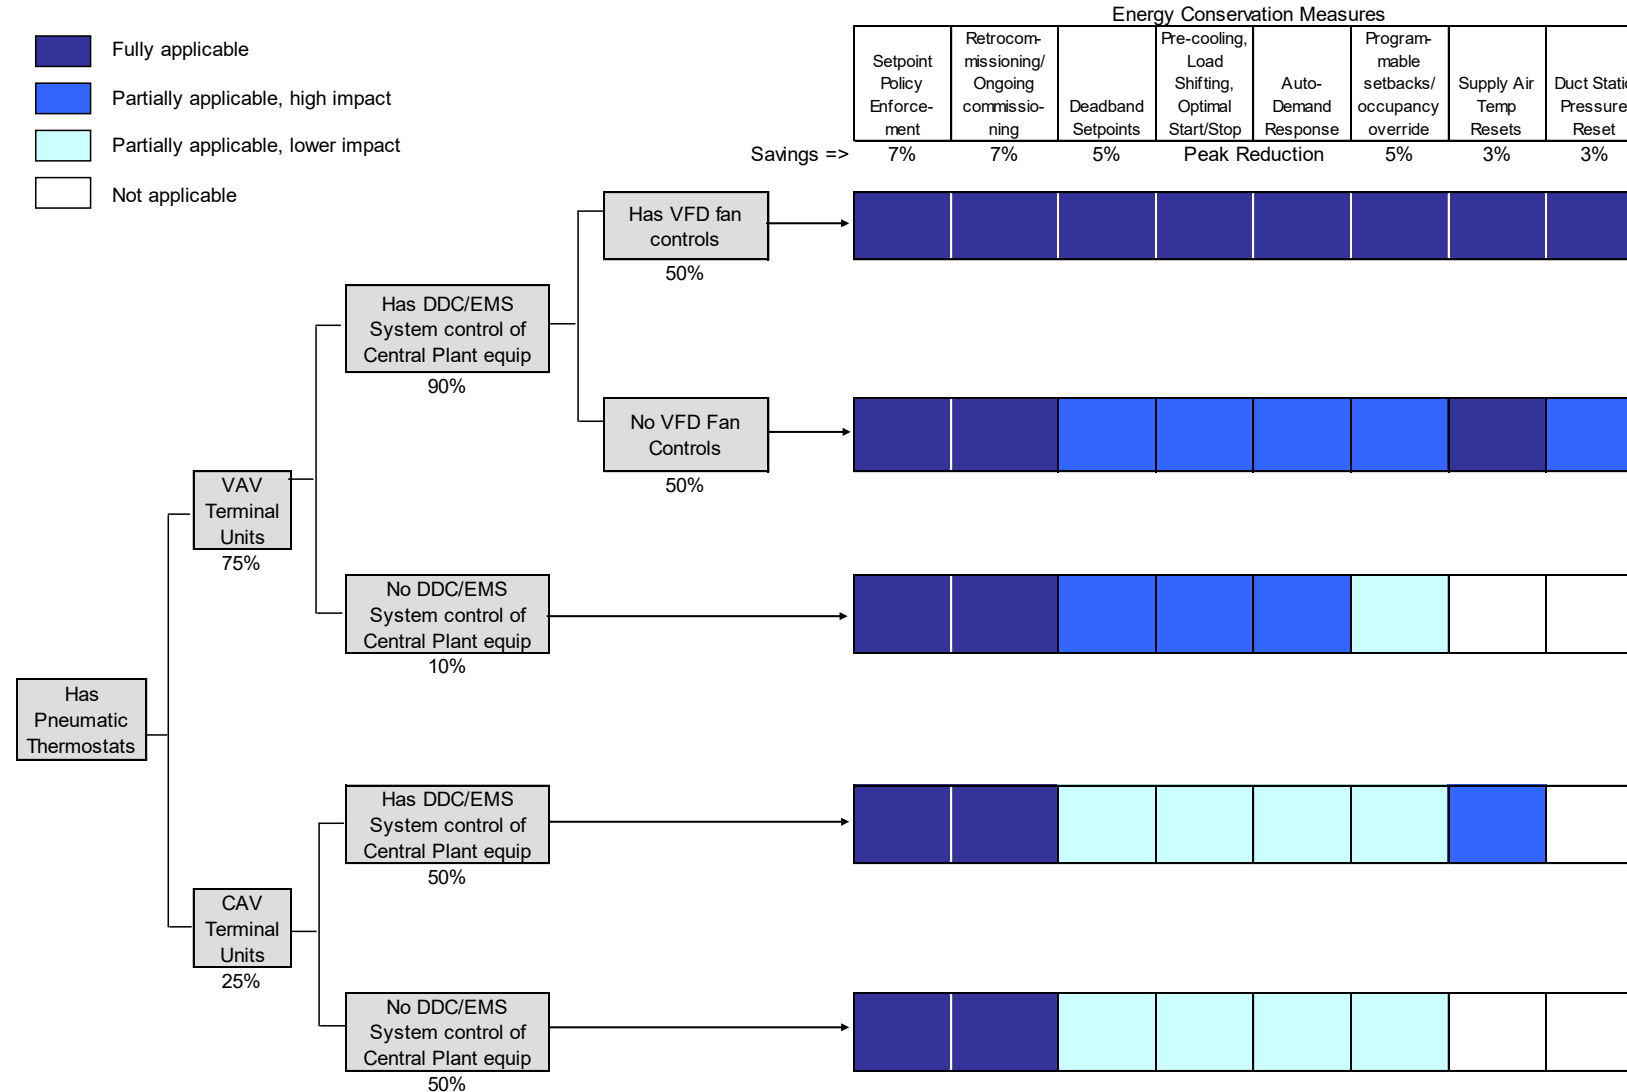 Energy Conservation Measures
Fully applicable
Partially applicable, high impact
Partially applicable, lower impact
Not applicable
Setpoint
Policy
Enforce-
ment
Retrocom-
missioning/
Ongoing
commissio-
ning
Deadband
Setpoints
Pre-cooling,
Load
Shifting,
Optimal
Start/Stop
Auto-
Demand
Response
Program-
mable
setbacks/
occupancy
override
Supply Air
Temp
Resets
Duct Static
Pressure
Reset
Savings => 7% 7% 5% Peak Reduction 5% 3% 3%
Has VFD fan
controls
50%
Has DDC/EMS
System control of
Central Plant equip
90%
No VFD Fan
Controls
50%
VAV
Terminal
Units
75%
No DDC/EMS
System control of
Central Plant equip
10%
Has
Pneumatic
Thermostats
Has DDC/EMS
System control of
Central Plant equip
50%
CAV
Terminal
Units
25%
No DDC/EMS
System control of
Central Plant equip
50%